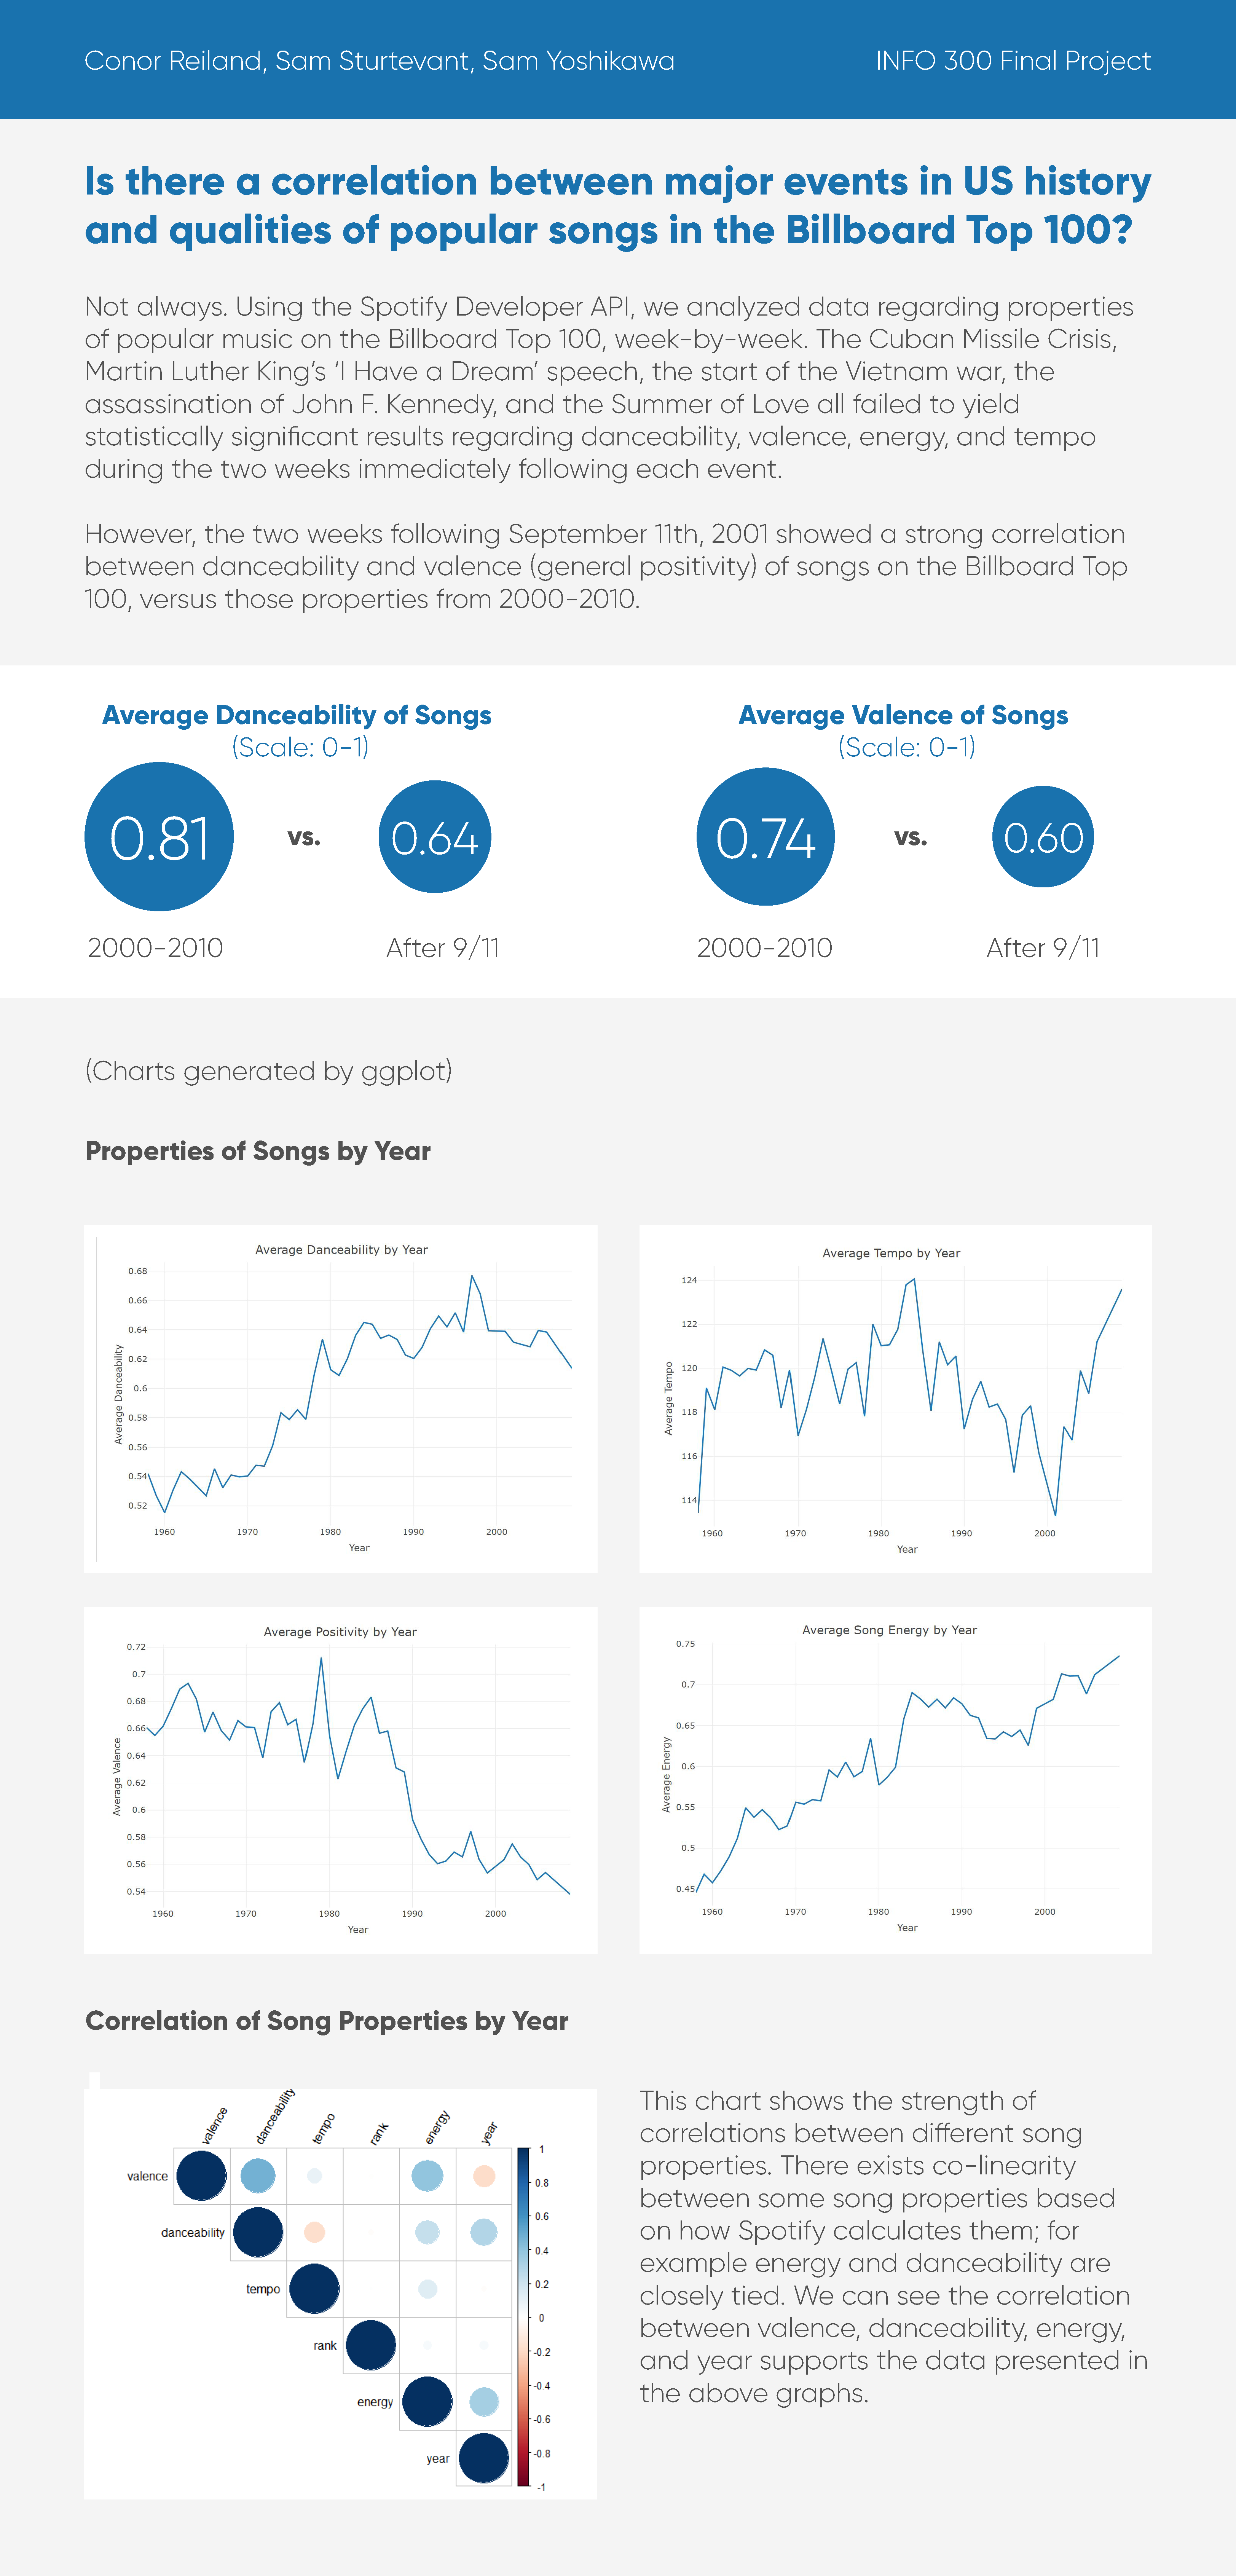 Conor Reiland, Sam Sturtevant, Sam Yoshikawa
INFO 300 Final Project
Is there a correlation between major events in US history
and qualities of popular songs in the Billboard Top 100?
Not always. Using the Spotify Developer API, we analyzed data regarding properties
of popular music on the Billboard Top 100, week-by-week. The Cuban Missile Crisis,
Martin Luther King's 'I Have a Dream' speech, the start of the Vietnam war, the
assassination of John F. Kennedy, and the Summer of Love all failed to yield
statistically significant results regarding danceability, valence, energy, and tempo
during the two weeks immediately following each event.
However, the two weeks following September 11th, 2001 showed a strong correlation
between danceability and valence (general positivity) of songs on the Billboard Top
100, versus those properties from 2000-2010.
Average Danceability of Songs
(Scale: 0-1)
0.81
vs.
0.64
2000-2010
After 9/11
Average Valence of Songs
(Scale: 0-1)
0.74
vs.
0.60
2000-2010
After 9/11
(Charts generated by ggplot)
Properties of Songs by Year
Average Danceability by Year
0.68
0.66
0.64
0.62
0.6
0.58
0.56
0.54
0.52
Average Danceability
1960 1970 1980 1990 2000
Year
Average Tempo by Year
124
122
120
118
116
114
Average Tempo
1960 1970 1980 1990 2000
Year
Average Positivity by Year
0.72
0.7
0.68
0.66
0.64
0.62
0.6
0.58
0.56
0.54
Average Valence
1960 1970 1980 1990 2000
Year
Average Song Energy by Year
0.75
0.7
0.65
0.6
0.55
0.5
0.45
Average Energy
1960 1970 1980 1990 2000
Year
Correlation of Song Properties by Year
valence danceability tempo rank energy year
valence
danceability
tempo
rank
energy
year
1
0.8
0.6
0.4
0.2
0
-0.2
-0.4
-0.6
-0.8
-1
This chart shows the strength of
correlations between different song
properties. There exists co-linearity
between some song properties based
on how Spotify calculates them; for
example energy and danceability are
closely tied. We can see the correlation
between valence, danceability, energy,
and year supports the data presented in
the above graphs.